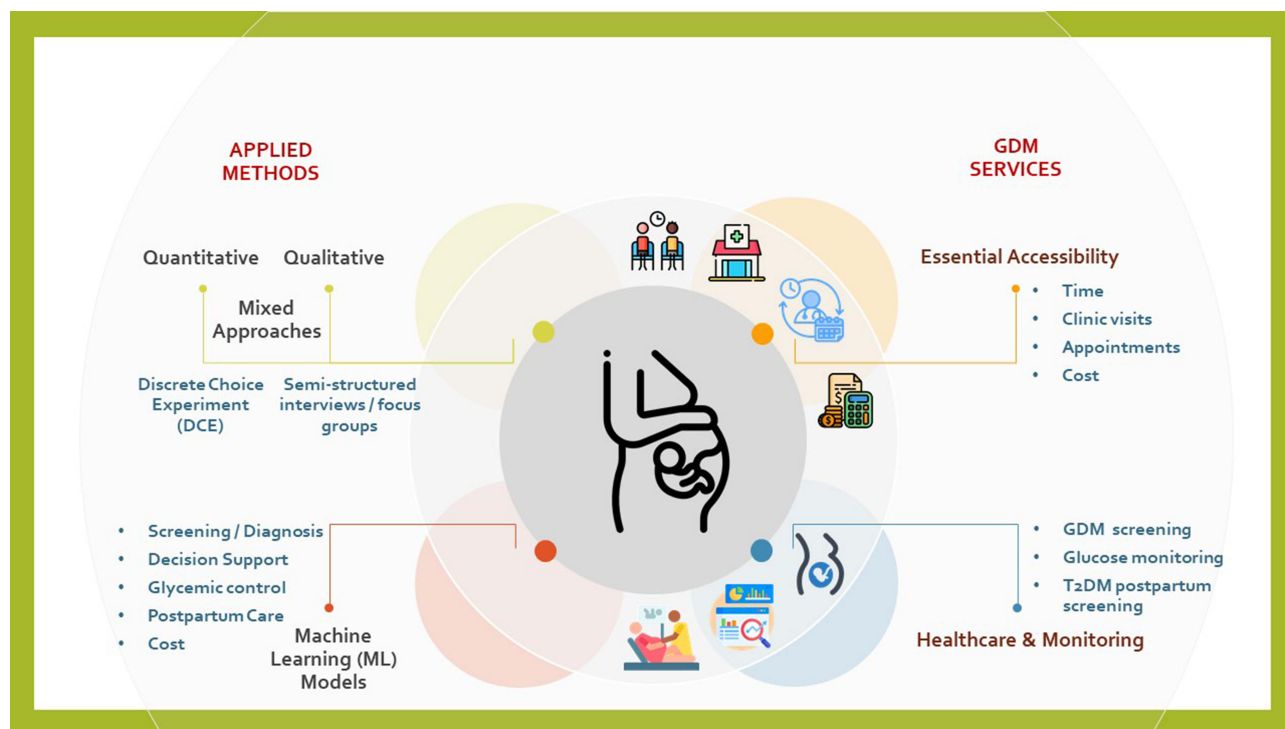 APPLIED
METHODS
Quantitative
Qualitative
Mixed
Approaches
Discrete Choice
Experiment
(DCE)
Semi-structured
interviews / focus
groups
• Screening / Diagnosis
• Decision Support
• Glycemic control
• Postpartum Care
• Cost
Machine
Learning (ML)
Models
GDM
SERVICES
Essential Accessibility
• Time
• Clinic visits
• Appointments
• Cost
• GDM screening
• Glucose monitoring
• T2DM postpartum
screening
Healthcare & Monitoring